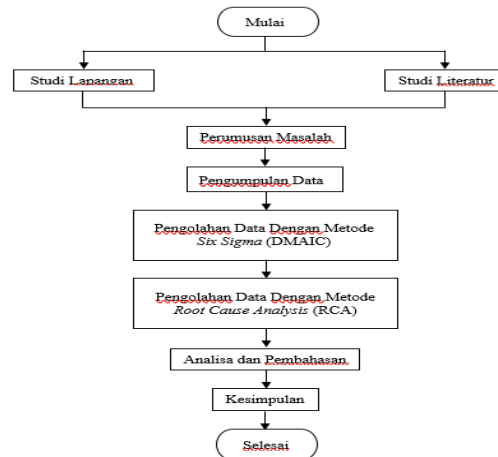 Mulai
Studi Lapangan
Studi Literatur
Perumusan Masalah
Pengumpulan Data
Pengolahan Data Dengan Metode
Six Sigma (DMAIC)
Pengolahan Data Dengan Metode
Root Cause Analysis (RCA)
Analisa dan Pembahasan
Kesimpulan
Selesai